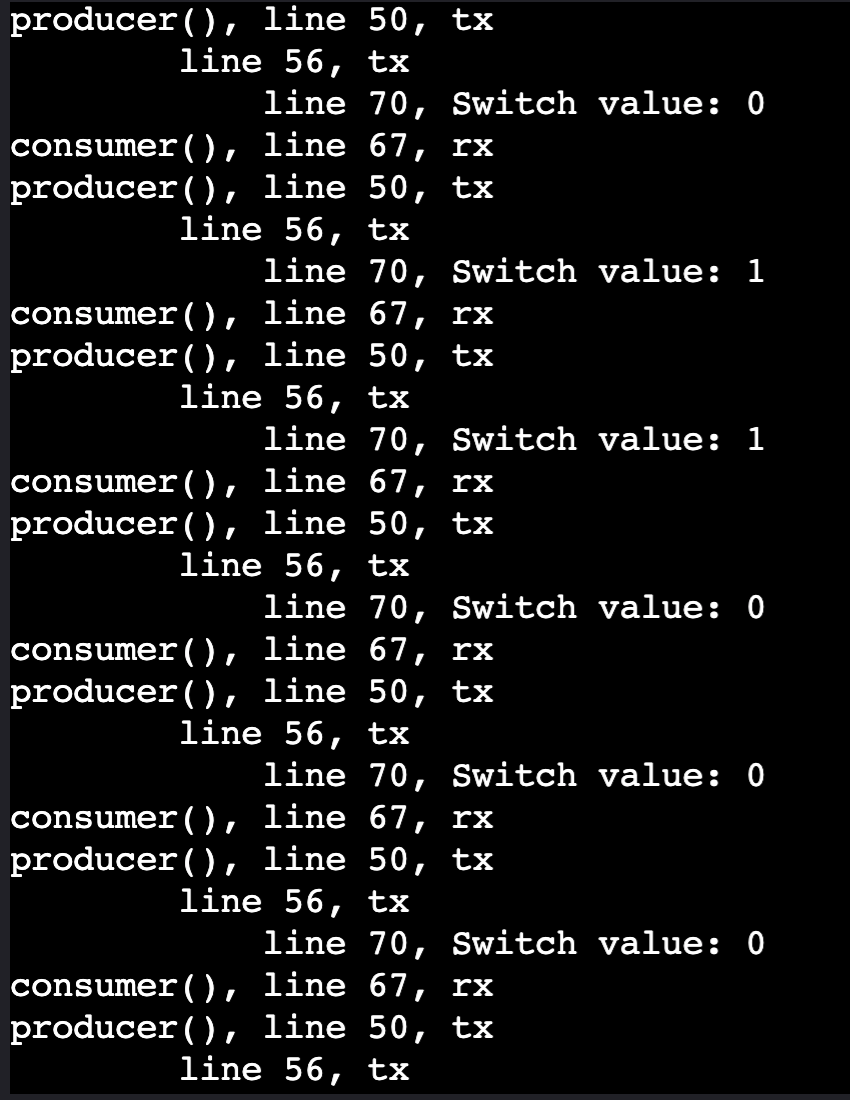 producer(), line 50, tx
line 56, tx
line 70, Switch value: 0
consumer(), line 67, rx
producer(), line 50, tx
line 56, tx
line 70, Switch value: 1
consumer(), line 67, rx
producer(), line 50, tx
line 56, tx
line 70, Switch value: 1
consumer(), line 67, rx
producer(), line 50, tx
line 56, tx
line 70, Switch value: 0
consumer(), line 67, rx
producer(), line 50, tx
line 56, tx
line 70, Switch value: 0
consumer(), line 67, rx
producer(), line 50, tx
line 56, tx
line 70, Switch value: 0
consumer(), line 67, rx
producer(), line 50, tx
line 56, tx